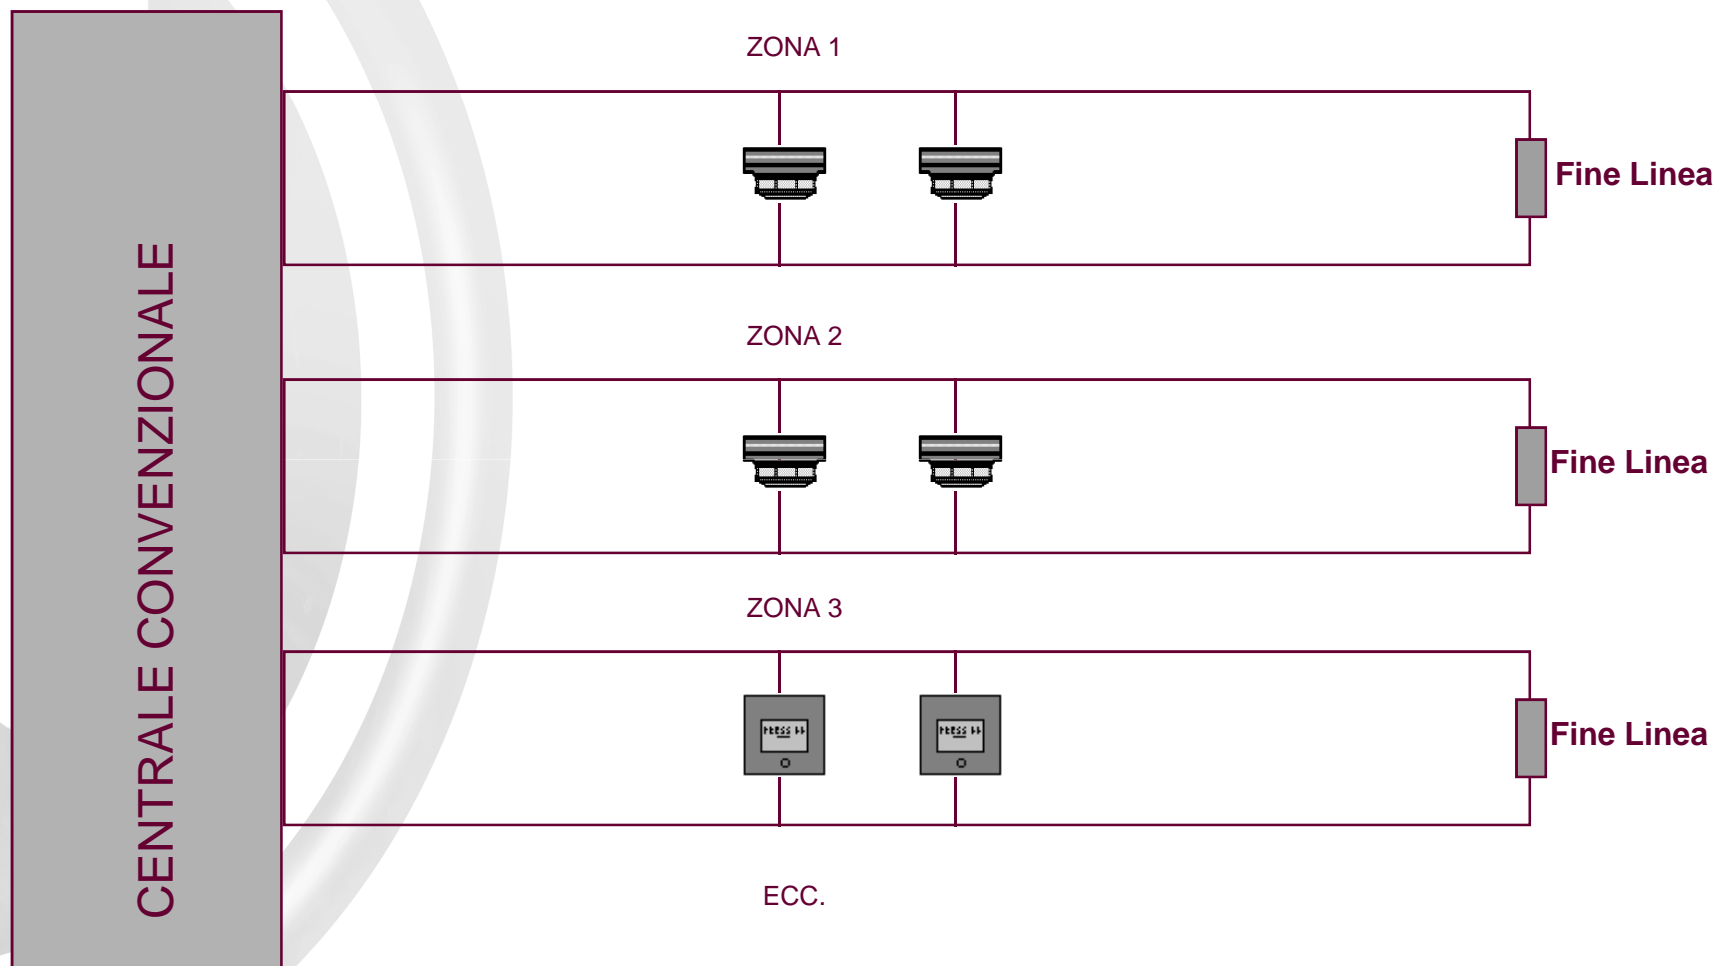 CENTRALE CONVENZIONALE
ZONA 1
Fine Linea
ZONA 2
Fine Linea
ZONA 3
Fine Linea
ECC.